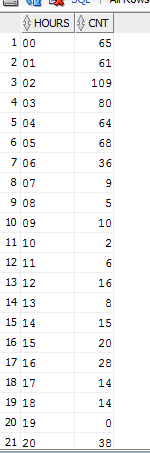 SQL All Rows
HOURS CNT
1 00 65
2 01 61
3 02 109
4 03 80
5 04 64
6 05 68
7 06 36
8 07 9
9 08 5
10 09 10
11 10 2
12 11 6
13 12 16
14 13 8
15 14 15
16 15 20
17 16 28
18 17 14
19 18 14
20 19 0
21 20 38